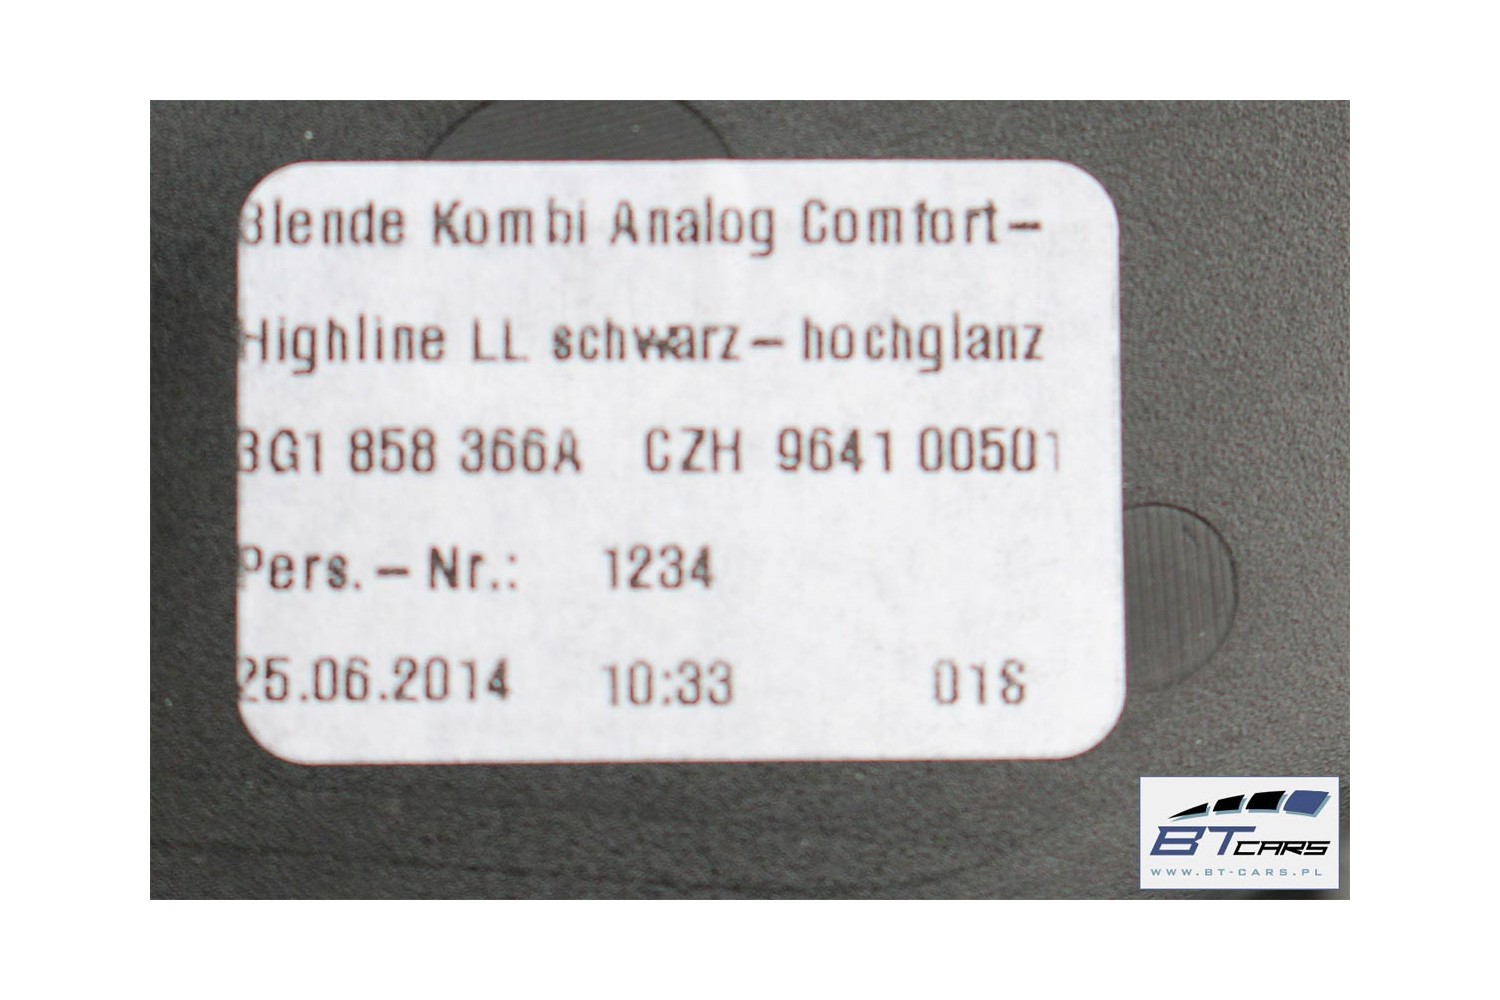 Blende Kombi Analog Comfort-
Highline LL schwarz-hochglanz
3G1 858 366A CZH 9641 00501
Pers.-Nr.: 1234
25.06.2014 10:33 01S
BT CARS
WWW.BT-CARS.PL